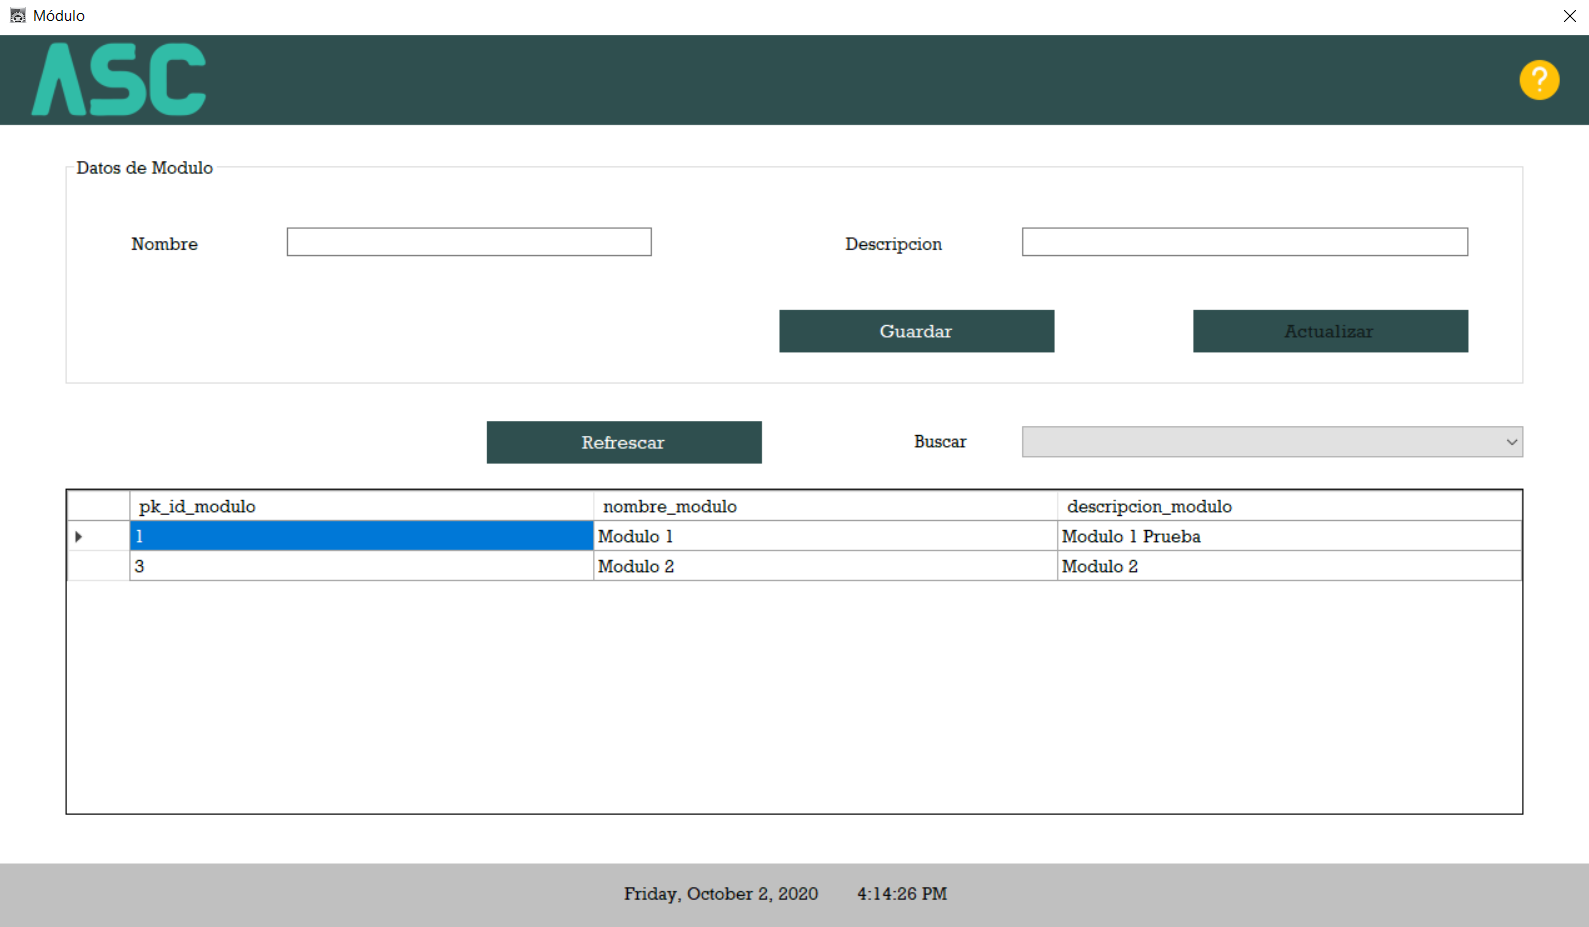 Módulo
ASC
?
Datos de Modulo
Nombre
Descripcion
Guardar
Actualizar
Refrescar
Buscar
pk_id_modulo nombre_modulo descripcion_modulo
1 Modulo 1 Modulo 1 Prueba
3 Modulo 2 Modulo 2
Friday, October 2, 2020 4:14:26 PM